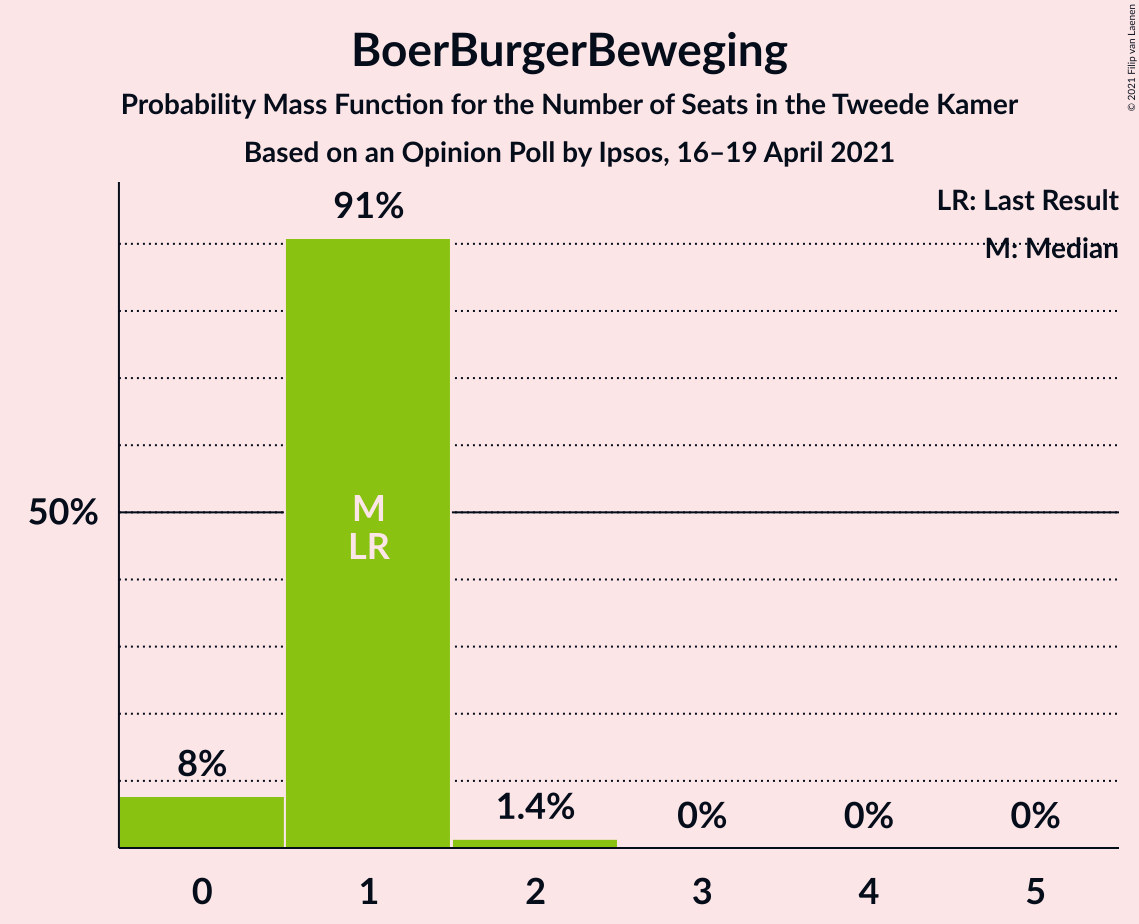 BoerBurgerBeweging
Probability Mass Function for the Number of Seats in the Tweede Kamer
Based on an Opinion Poll by Ipsos, 16–19 April 2021
© 2021 Filip van Laenen
LR: Last Result
M: Median
91%
50%
M
LR
8%
1.4%
0%
0%
0%
0
1
2
3
4
5